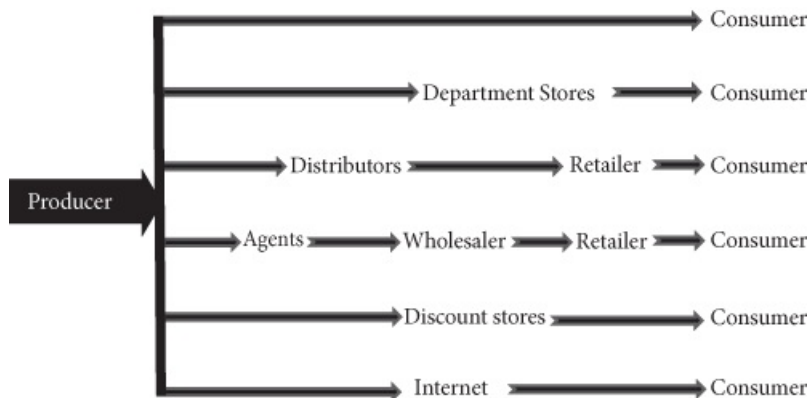 Consumer
Department Stores Consumer
Distributors Retailer Consumer
Producer
Agents Wholesaler Retailer Consumer
Discount stores Consumer
Internet Consumer